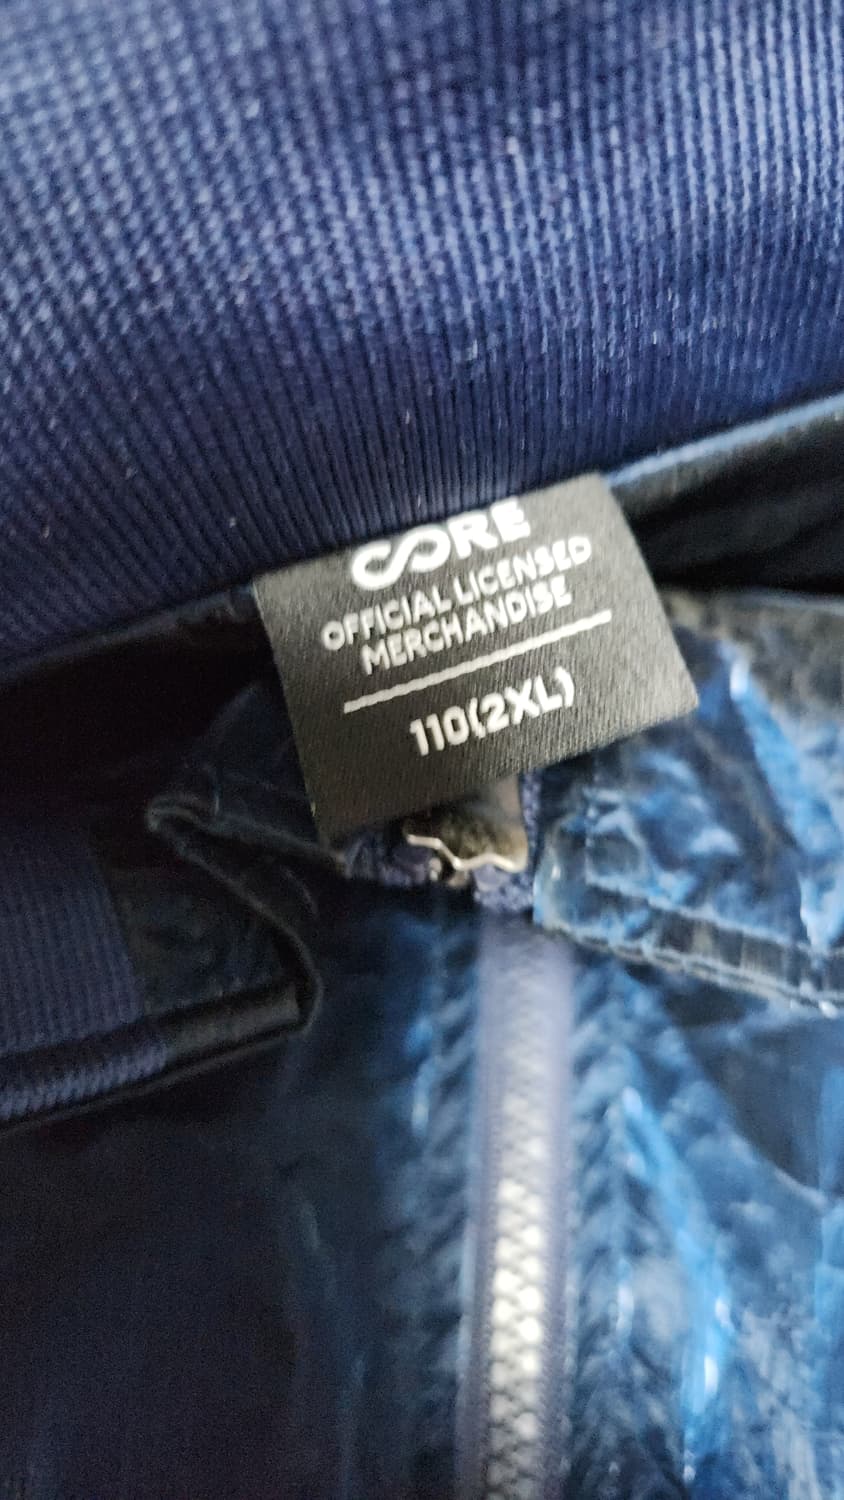 CORE
OFFICIAL LICENSED
MERCHANDISE
110(2XL)